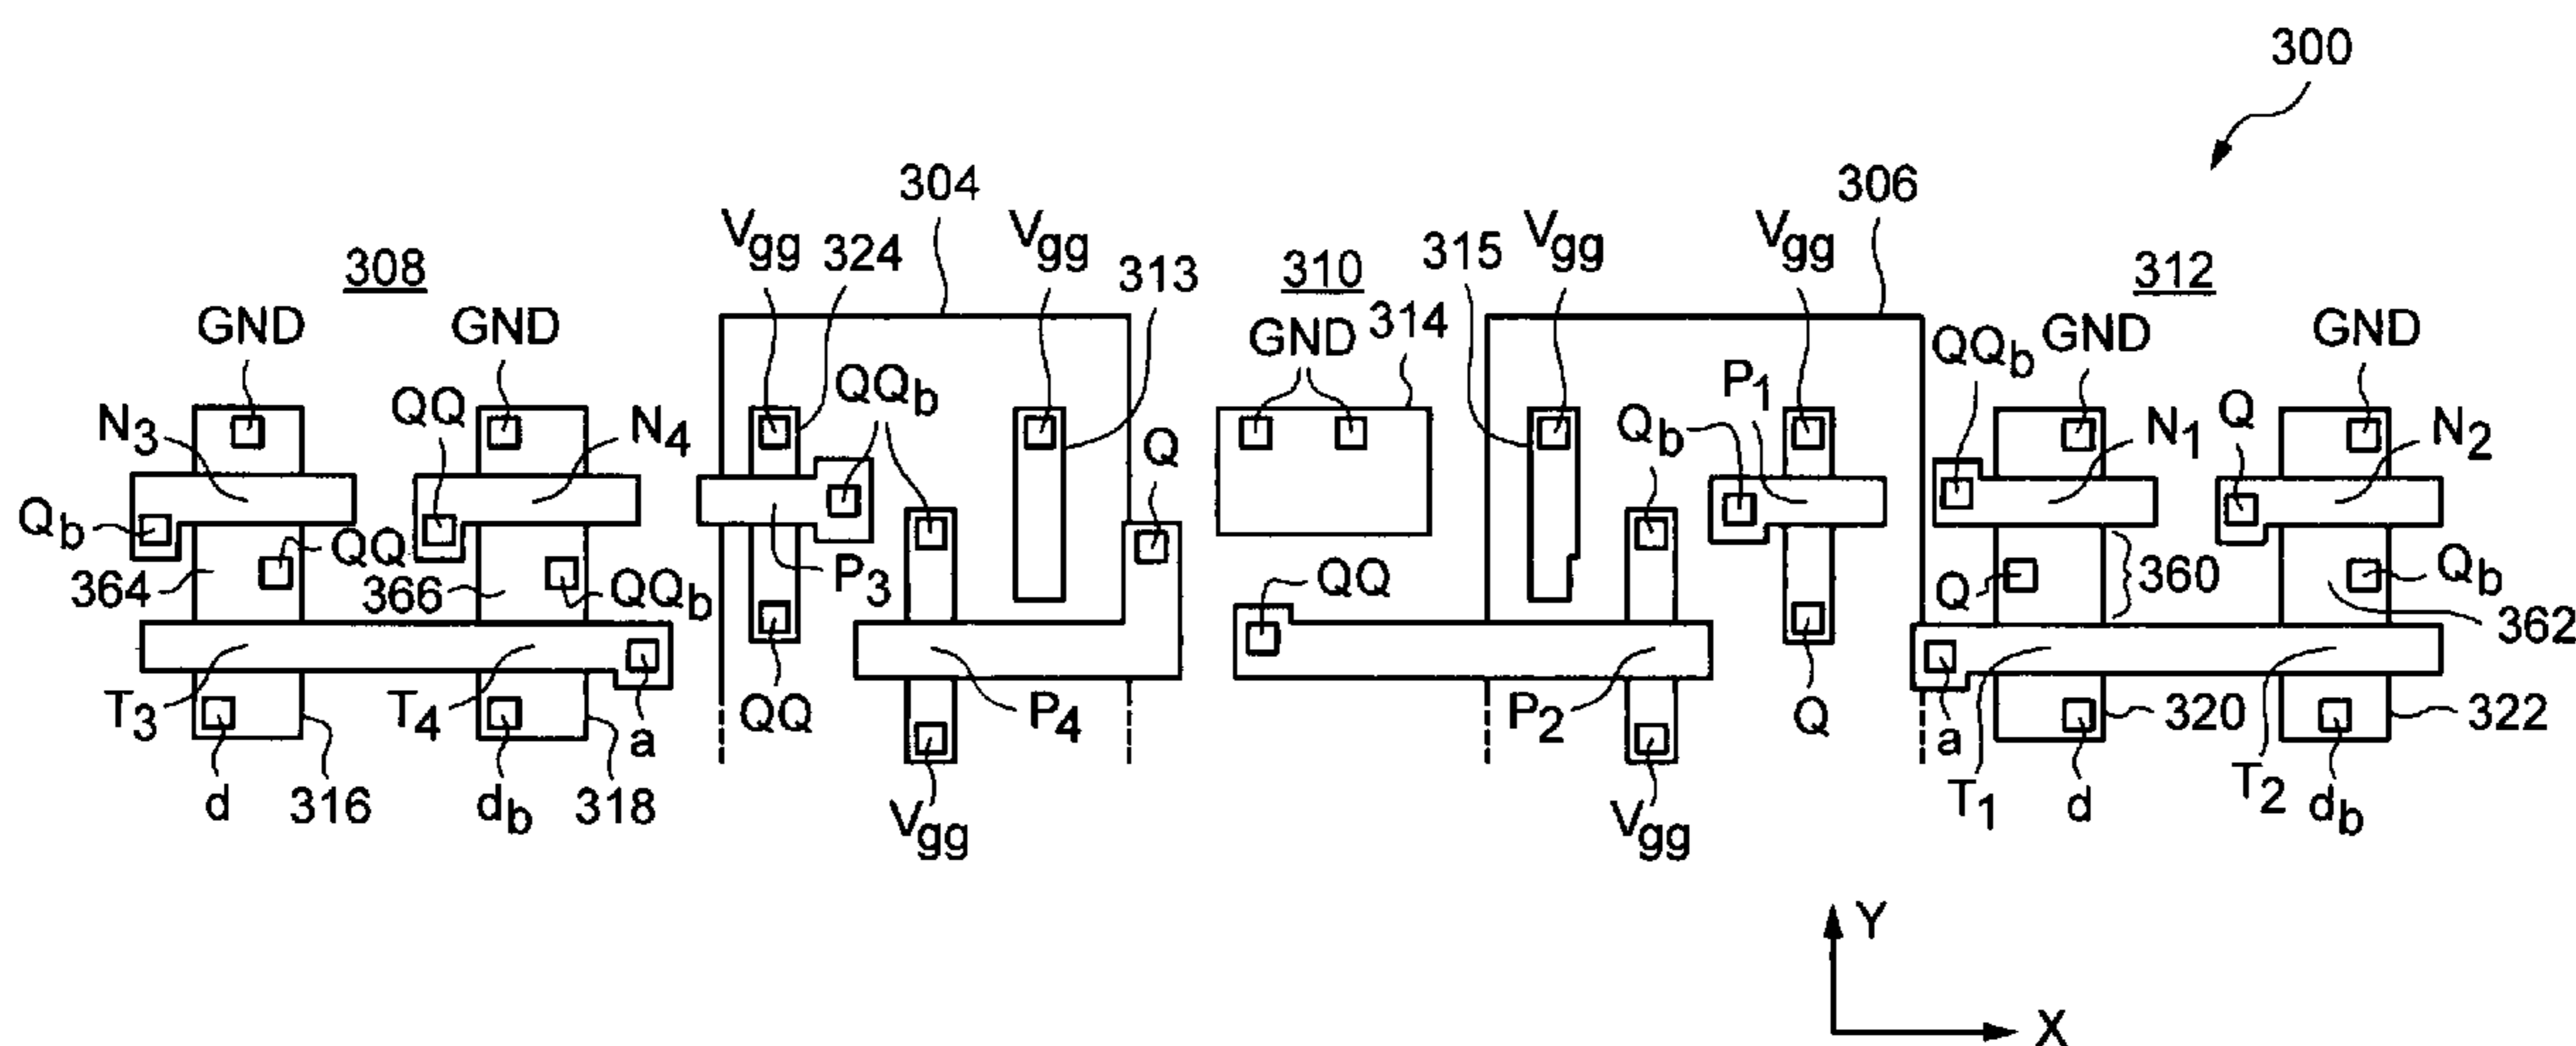 300
304
306
Vgg
324
Vgg
313
315
Vgg
Vgg
308
310
312
GND
GND
GND
314
QQb
GND
GND
N3
QQ
N4
QQb
Q
Qb
P1
N1
Q
N2
Qb
364
QQ
366
QQb
P3
QQ
Q
360
Qb
362
T3
T4
a
QQ
P4
P2
Q
a
320
322
d
316
db
318
Vgg
Vgg
T1
d
T2
db
Y
X